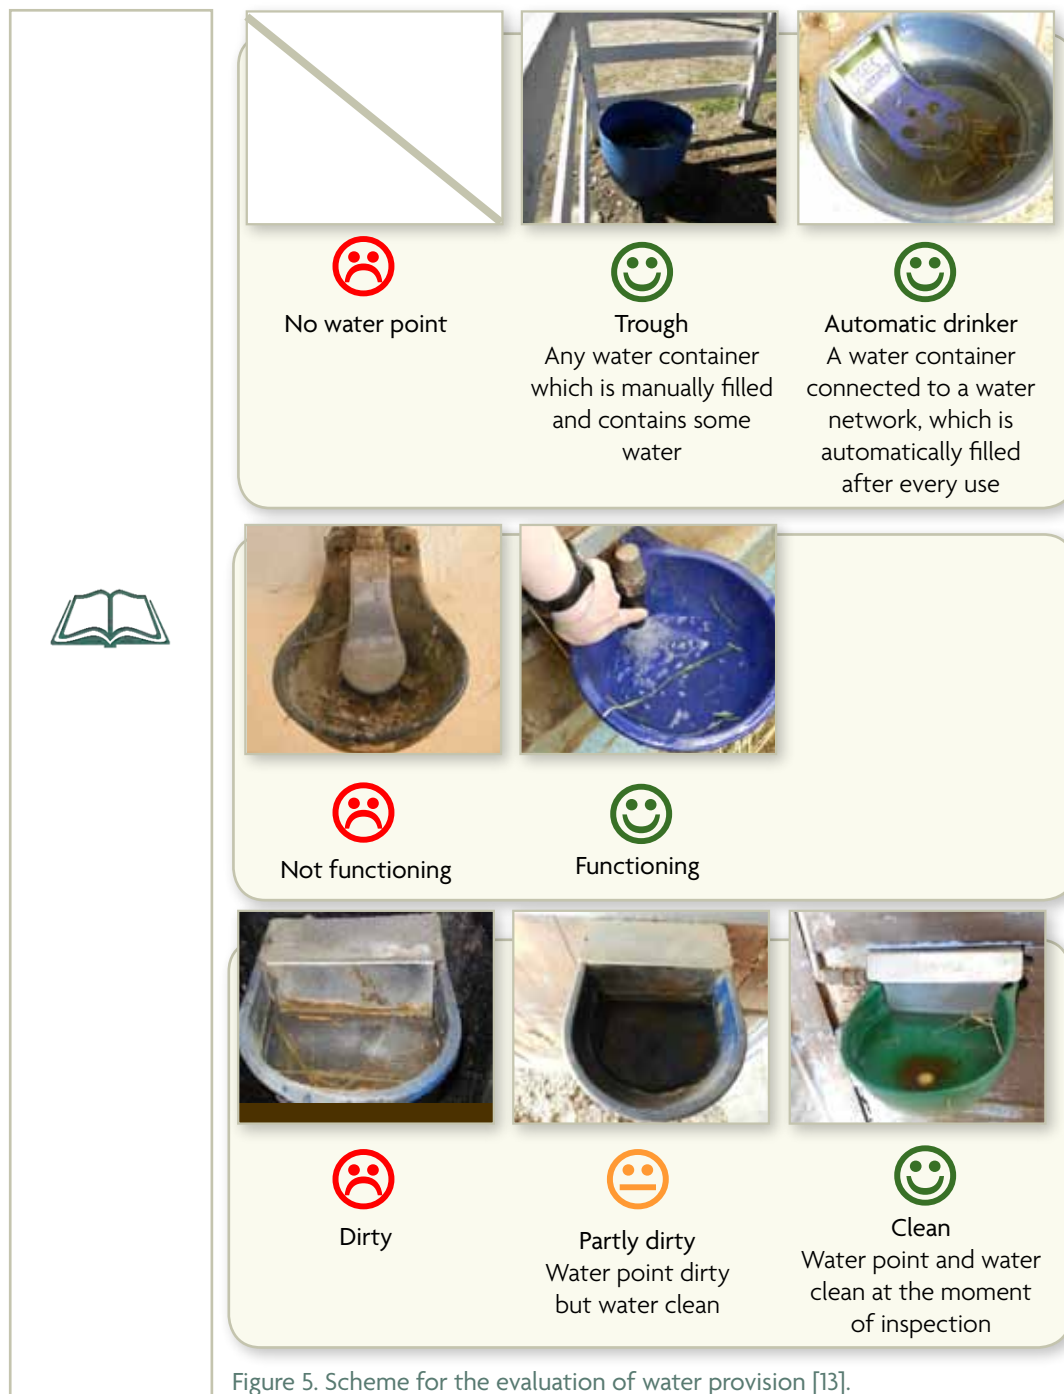 No water point
Trough
Any water container
which is manually filled
and contains some
water
Automatic drinker
A water container
connected to a water
network, which is
automatically filled
after every use
Not functioning
Functioning
Dirty
Partly dirty
Water point dirty
but water clean
Clean
Water point and water
clean at the moment
of inspection
Figure 5. Scheme for the evaluation of water provision [13].